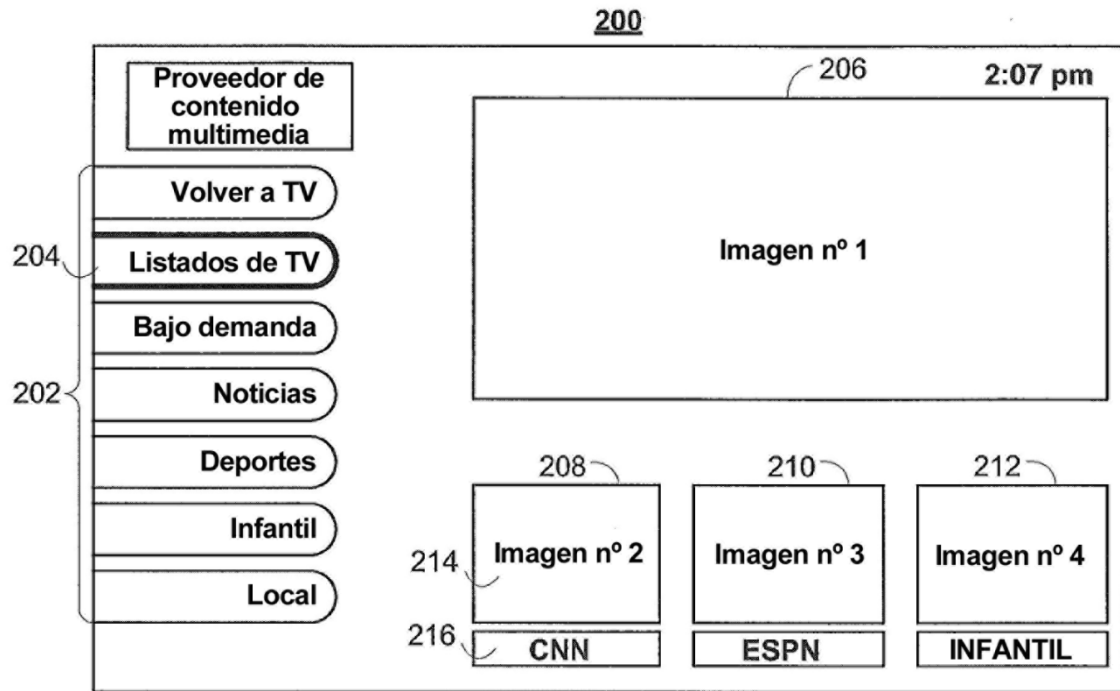 200
206
2:07 pm
Proveedor de
contenido
multimedia
Volver a TV
204
Listados de TV
Imagen nº 1
Bajo demanda
202
Noticias
Deportes
208
210
212
Infantil
214
Imagen nº 2
Imagen nº 3
Imagen nº 4
Local
216
CNN
ESPN
INFANTIL